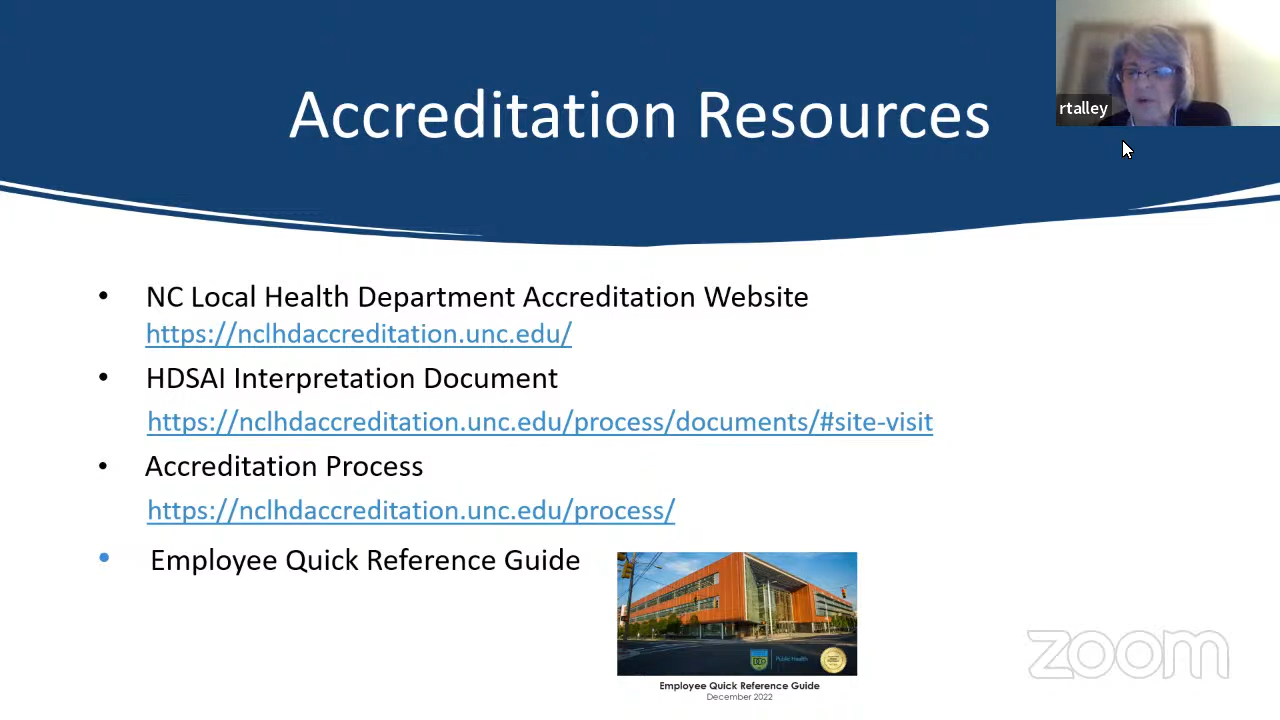 Accreditation Resources
rtalley
• NC Local Health Department Accreditation Website
https://nclhdaccreditation.unc.edu/
• HDSAI Interpretation Document
https://nclhdaccreditation.unc.edu/process/documents/#site-visit
• Accreditation Process
https://nclhdaccreditation.unc.edu/process/
• Employee Quick Reference Guide
Public Health
Employee Quick Reference Guide
December 2022
zoom